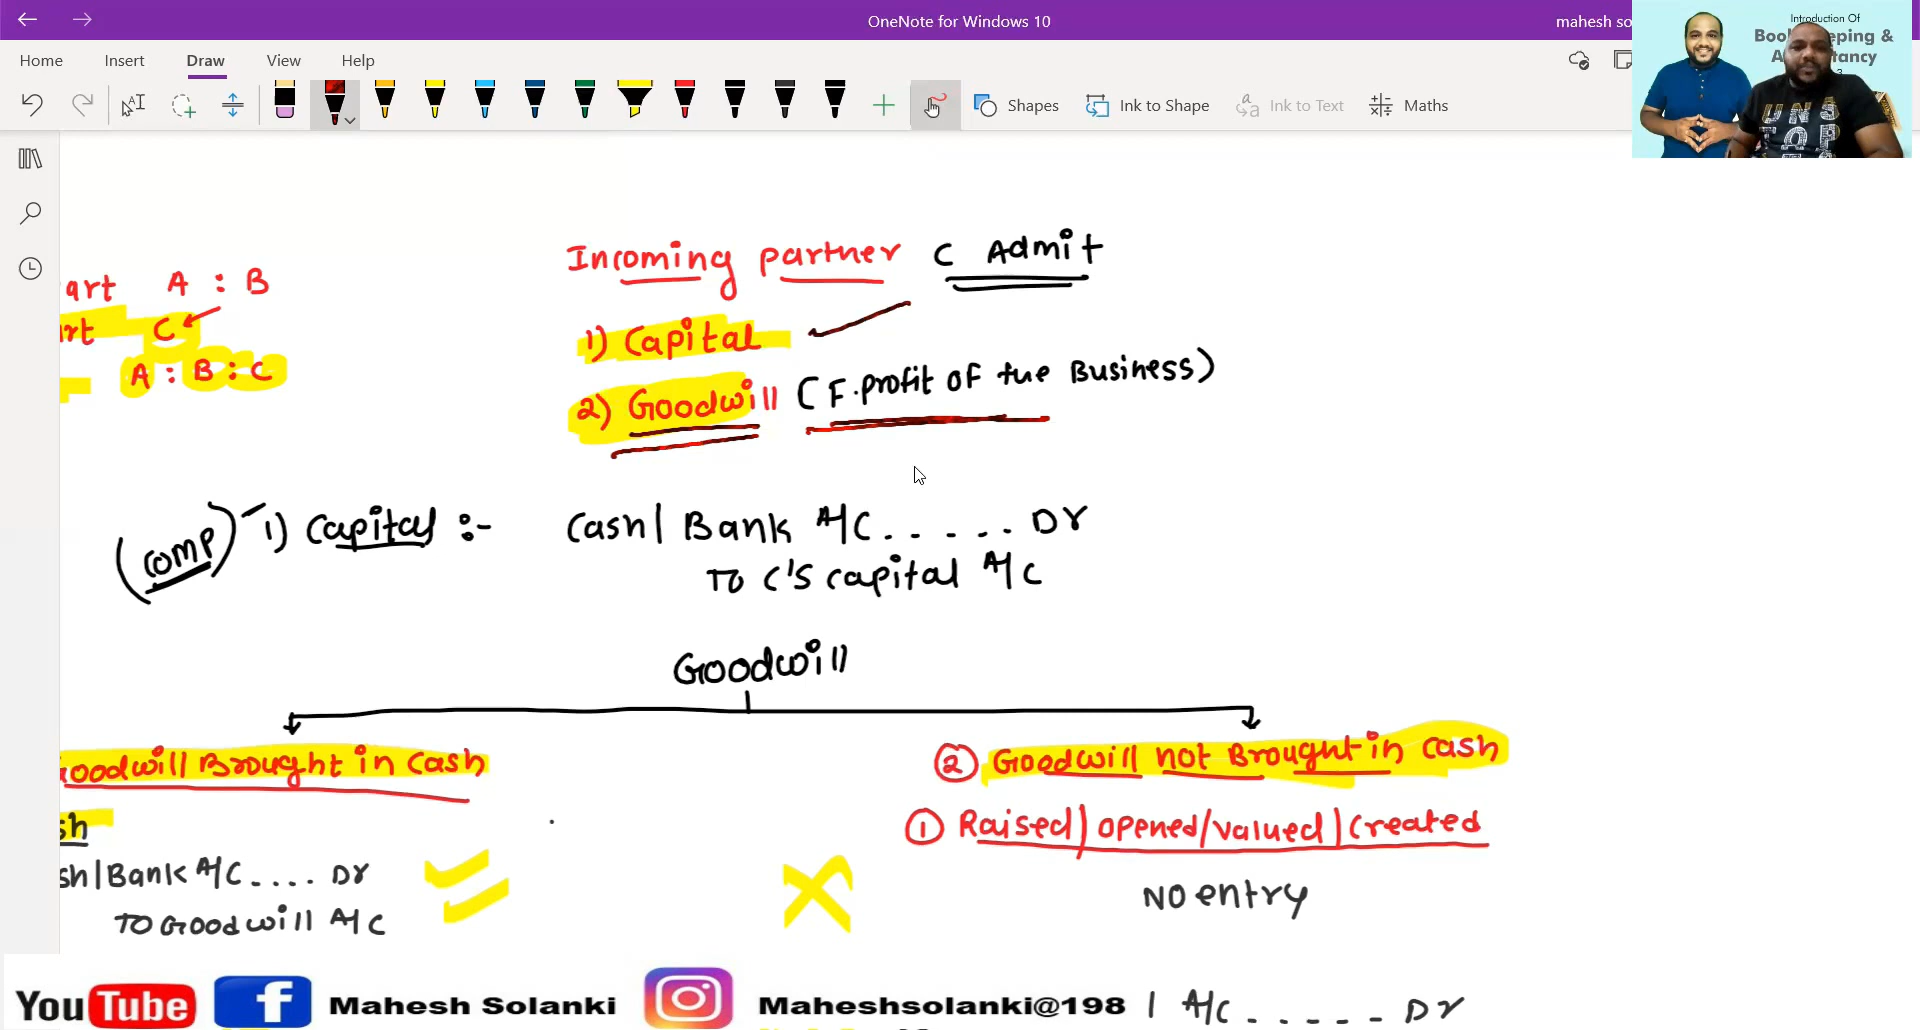 OneNote for Windows 10
mahesh so
Home Insert Draw View Help
Shapes Ink to Shape Ink to Text Maths
Introduction Of
UNS
TOP
Incoming partner C Admit
art A : B
rt C
A : B : C
1) Capital
2) Goodwill (F.profit of the Business)
(comp) 1) Capital :- Cash| Bank A/C. . . . . . DR
To C'S capital A/C
Goodwill
Goodwill Brought in Cash
② Goodwill not Brought in Cash
sh
① Raised| opened/valued| created
sh|Bank A/C . . . . DR
TO Goodwill A/C
NO entry
YouTube f Mahesh Solanki Maheshsolanki@198
l A/C . . . . . . Dr